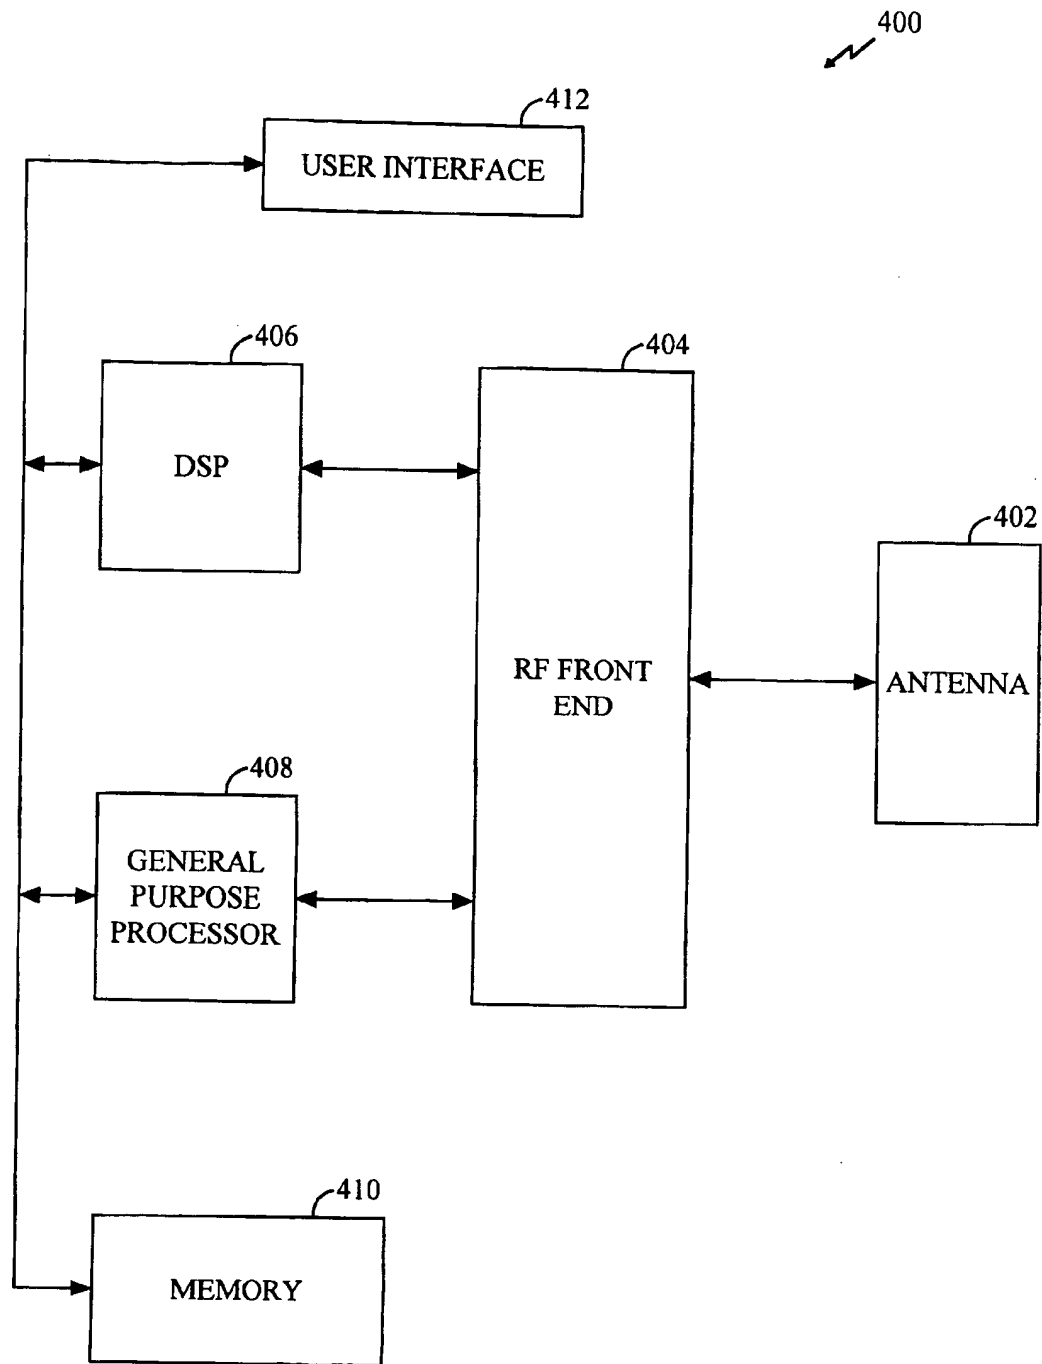 400
412
USER INTERFACE
406
DSP
404
RF FRONT
END
402
ANTENNA
408
GENERAL
PURPOSE
PROCESSOR
410
MEMORY